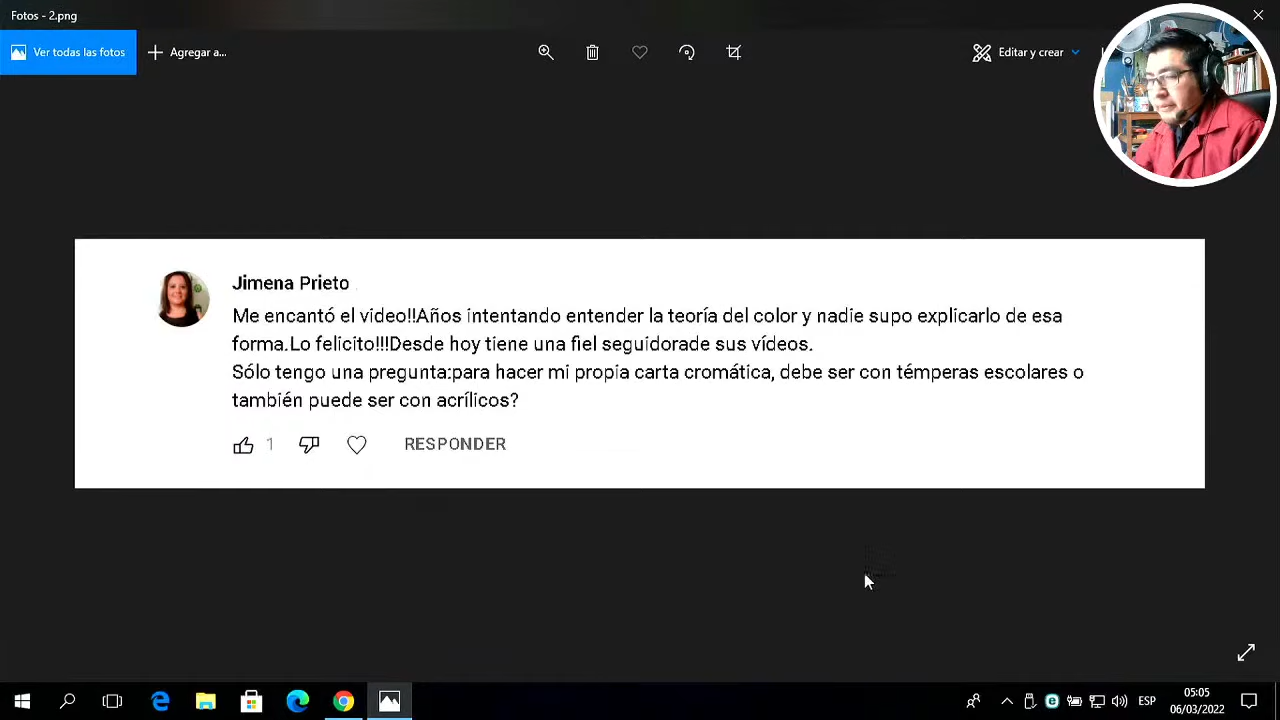 Fotos - 2.png
Ver todas las fotos
Agregar a...
Editar y crear
Jimena Prieto
Me encantó el video!!Años intentando entender la teoría del color y nadie supo explicarlo de esa
forma.Lo felicito!!!Desde hoy tiene una fiel seguidorade sus vídeos.
Sólo tengo una pregunta:para hacer mi propia carta cromática, debe ser con témperas escolares o
también puede ser con acrílicos?
1
RESPONDER
ESP
05:05
06/03/2022